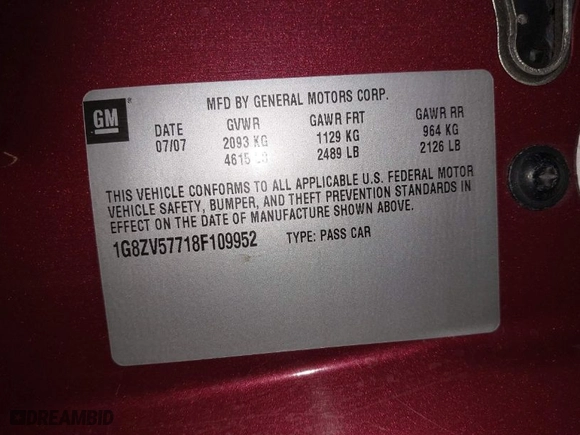 GM
MFD BY GENERAL MOTORS CORP.
DATE GVWR GAWR FRT GAWR RR
07/07 2093 KG 1129 KG 964 KG
4615 2489 LB 2126 LB
THIS VEHICLE CONFORMS TO ALL APPLICABLE U.S. FEDERAL MOTOR
VEHICLE SAFETY, BUMPER, AND THEFT PREVENTION STANDARDS IN
EFFECT ON THE DATE OF MANUFACTURE SHOWN ABOVE.
1G8ZV57718F109952 TYPE: PASS CAR
DREAMBID